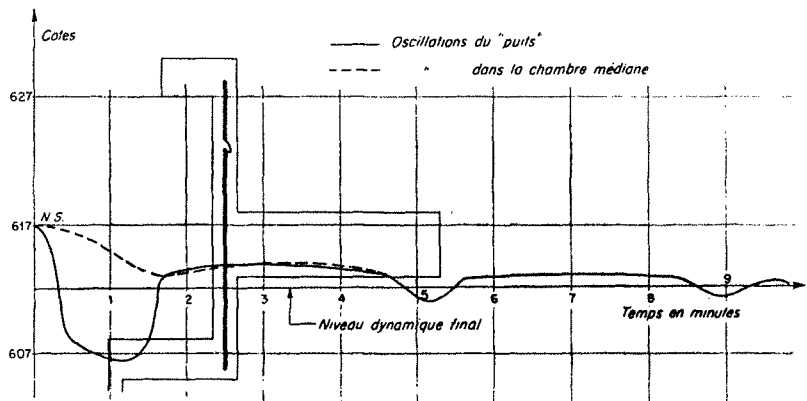 Cotes
Oscillations du "puits"
" dans la chambre médiane
627
617
N S.
607
1
2
3
4
5
6
7
8
9
Temps en minutes
Niveau dynamique final